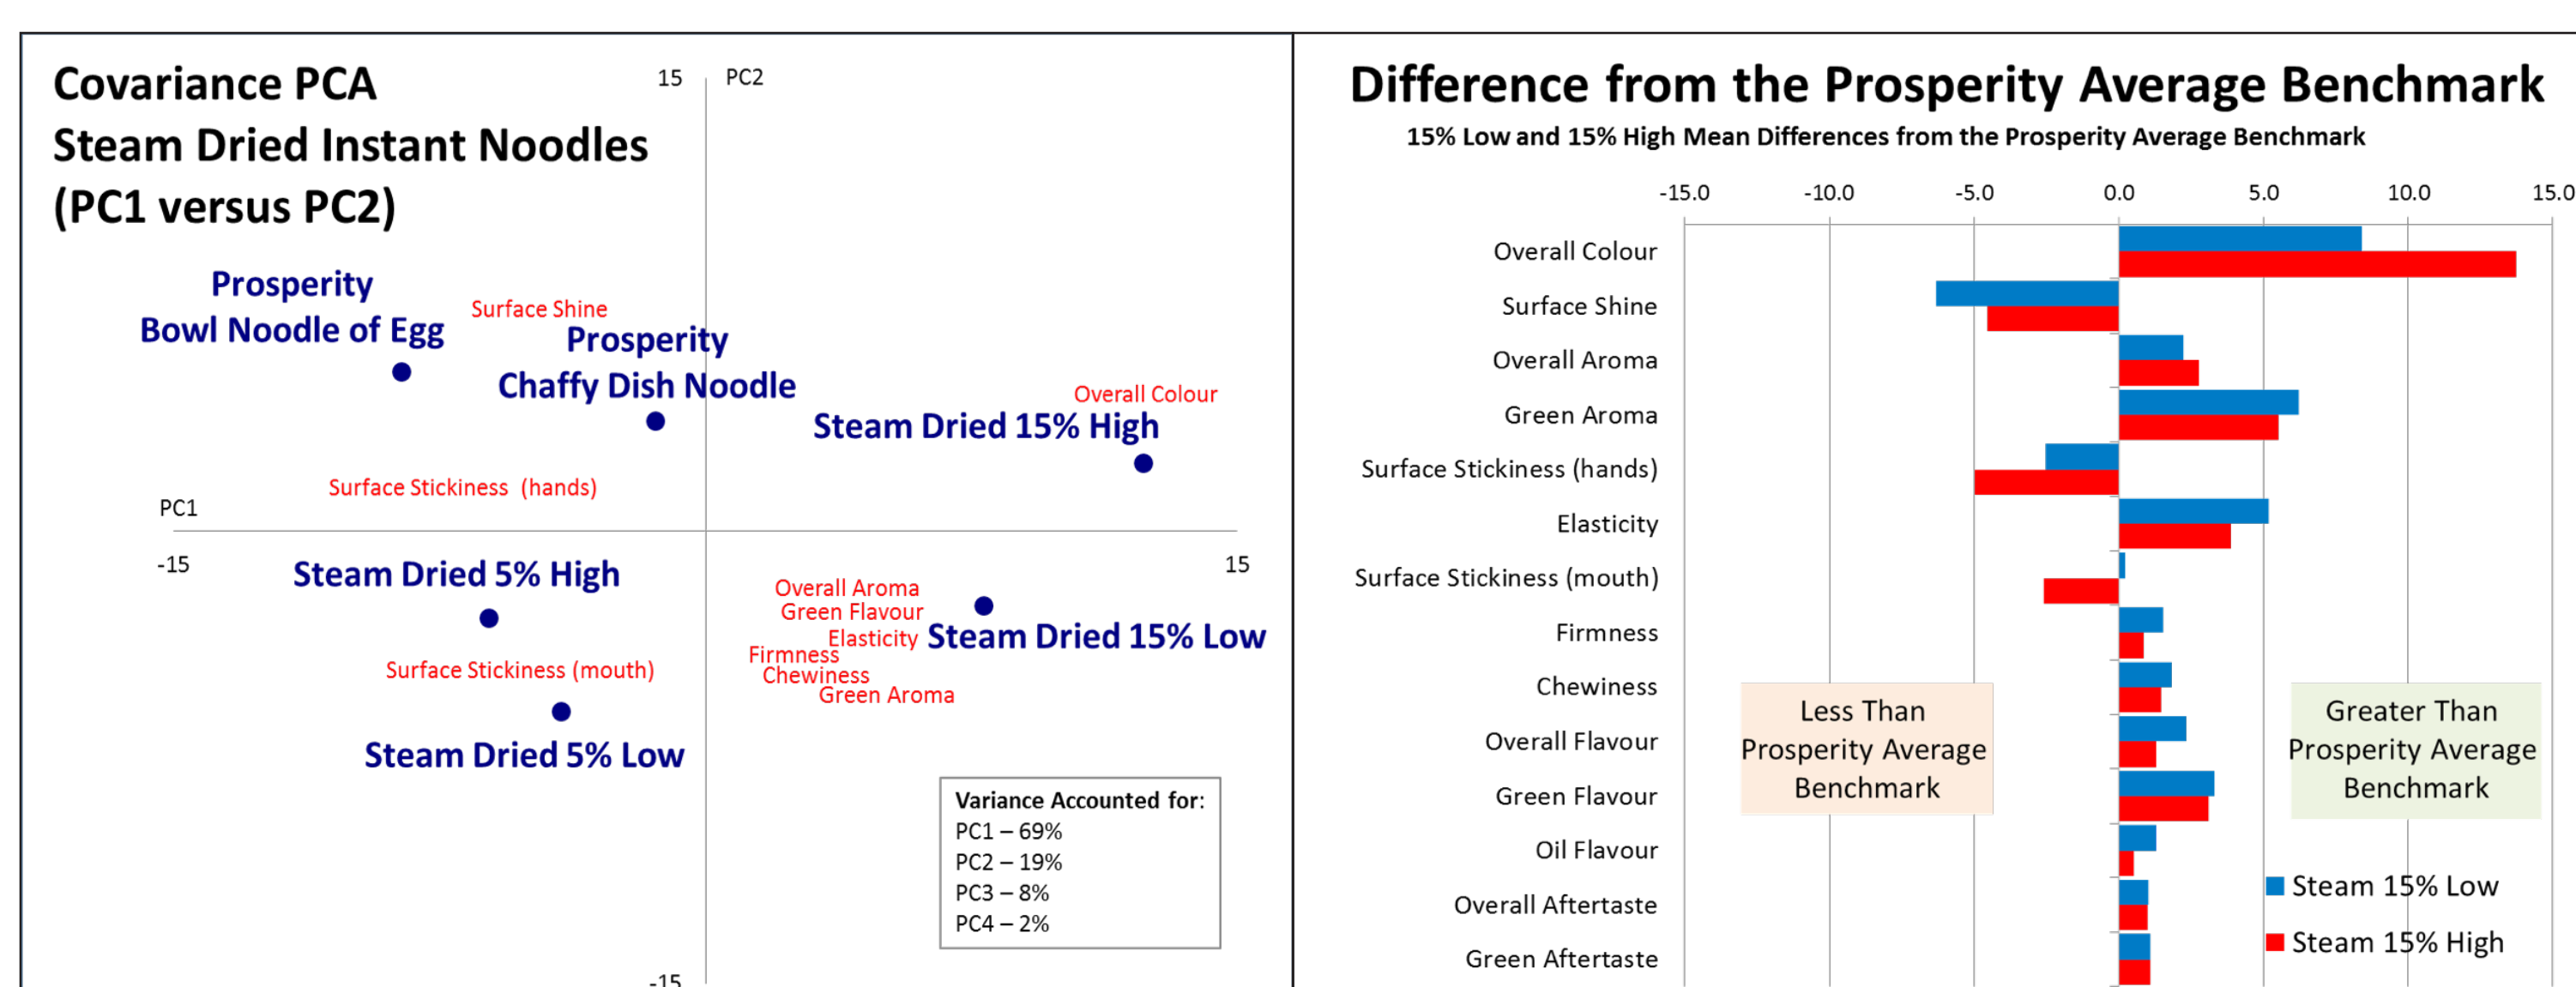 Covariance PCA
Steam Dried Instant Noodles
(PC1 versus PC2)
15
PC2
Prosperity
Bowl Noodle of Egg
Surface Shine
Prosperity
Chaffy Dish Noodle
Overall Colour
Steam Dried 15% High
Surface Stickiness (hands)
PC1
-15
15
Steam Dried 5% High
Overall Aroma
Green Flavour
Elasticity
Steam Dried 15% Low
Firmness
Surface Stickiness (mouth)
Chewiness
Green Aroma
Steam Dried 5% Low
Variance Accounted for:
PC1 – 69%
PC2 – 19%
PC3 – 8%
PC4 – 2%
-15
Difference from the Prosperity Average Benchmark
15% Low and 15% High Mean Differences from the Prosperity Average Benchmark
-15.0 -10.0 -5.0 0.0 5.0 10.0 15.0
Overall Colour
Surface Shine
Overall Aroma
Green Aroma
Surface Stickiness (hands)
Elasticity
Surface Stickiness (mouth)
Firmness
Chewiness
Overall Flavour
Green Flavour
Oil Flavour
Overall Aftertaste
Green Aftertaste
Less Than
Prosperity Average
Benchmark
Greater Than
Prosperity Average
Benchmark
Steam 15% Low
Steam 15% High